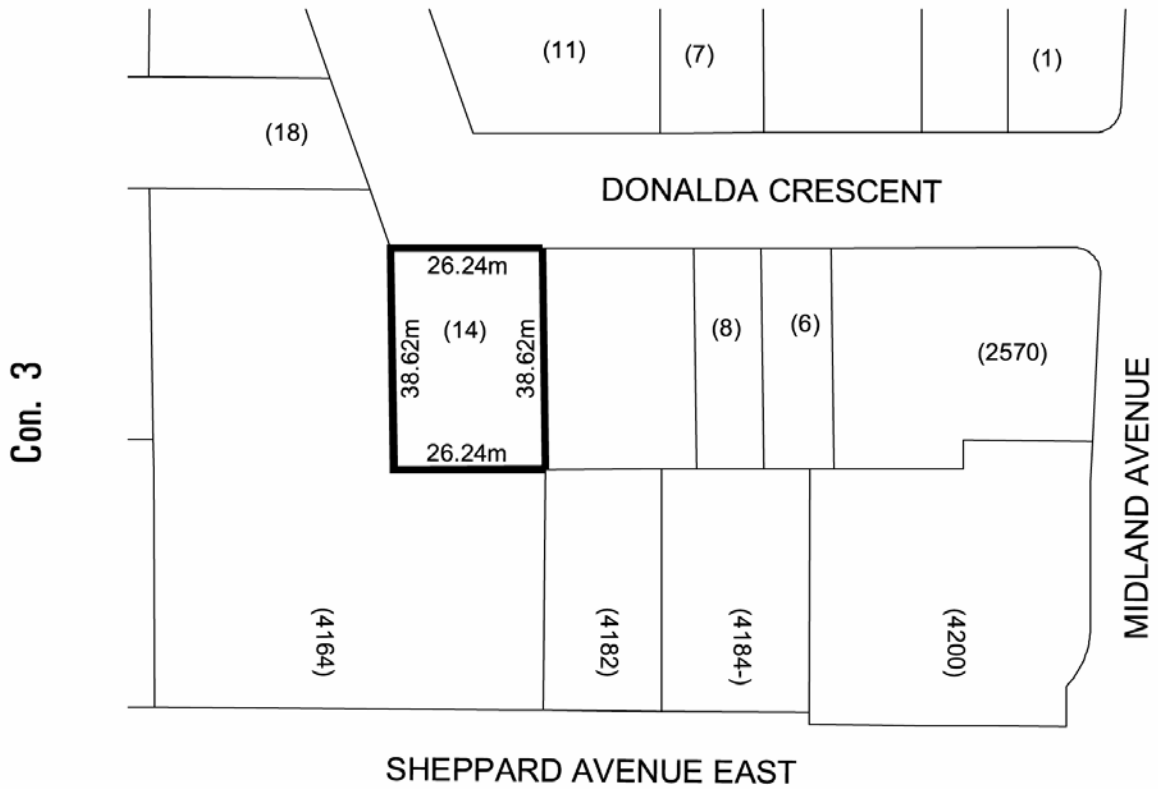 (11)
(7)
(1)
(18)
DONALDA CRESCENT
26.24m
(14)
38.62m
38.62m
26.24m
(8)
(6)
(2570)
Con. 3
MIDLAND AVENUE
(4164)
(4182)
(4184-)
(4200)
SHEPPARD AVENUE EAST